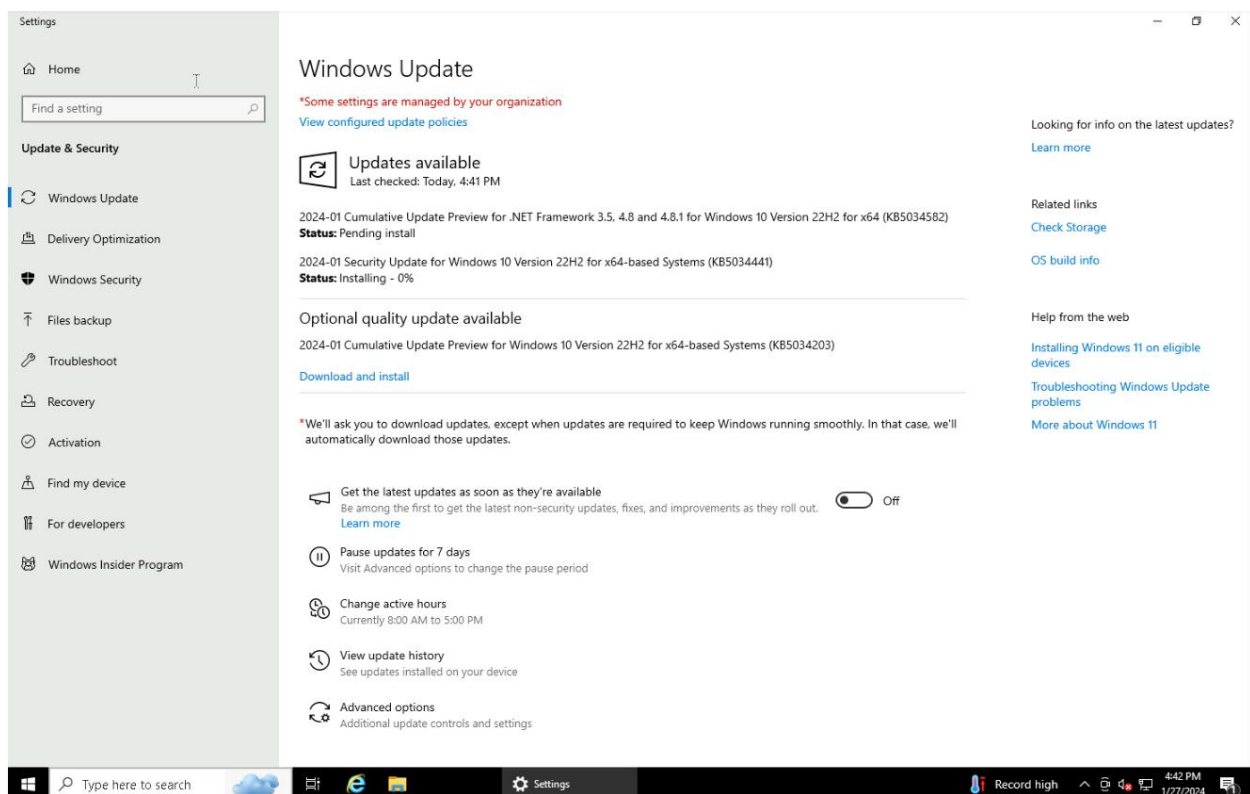 Settings
Home
Find a setting
Update & Security
Windows Update
Delivery Optimization
Windows Security
Files backup
Troubleshoot
Recovery
Activation
Find my device
For developers
Windows Insider Program
Windows Update
*Some settings are managed by your organization
View configured update policies
Updates available
Last checked: Today, 4:41 PM
2024-01 Cumulative Update Preview for .NET Framework 3.5, 4.8 and 4.8.1 for Windows 10 Version 22H2 for x64 (KB5034582)
Status: Pending install
2024-01 Security Update for Windows 10 Version 22H2 for x64-based Systems (KB5034441)
Status: Installing - 0%
Optional quality update available
2024-01 Cumulative Update Preview for Windows 10 Version 22H2 for x64-based Systems (KB5034203)
Download and install
*We'll ask you to download updates, except when updates are required to keep Windows running smoothly. In that case, we'll
automatically download those updates.
Get the latest updates as soon as they're available
Be among the first to get the latest non-security updates, fixes, and improvements as they roll out.
Learn more
Off
Pause updates for 7 days
Visit Advanced options to change the pause period
Change active hours
Currently 8:00 AM to 5:00 PM
View update history
See updates installed on your device
Advanced options
Additional update controls and settings
Looking for info on the latest updates?
Learn more
Related links
Check Storage
OS build info
Help from the web
Installing Windows 11 on eligible
devices
Troubleshooting Windows Update
problems
More about Windows 11
Type here to search
Settings
Record high
4:42 PM
1/27/2024
1